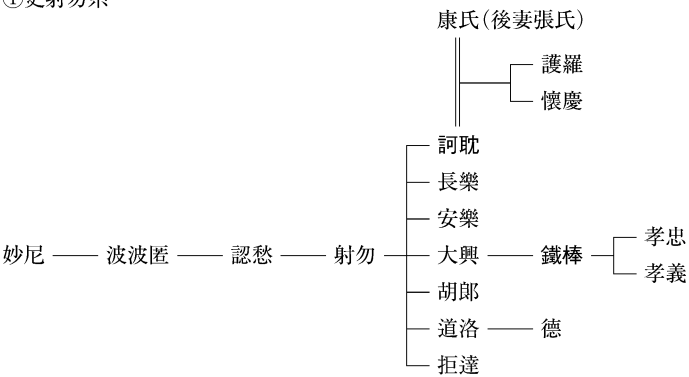 ①史射勿系
康氏(後妻張氏)
護羅
懷慶
訶耽
長樂
安樂
妙尼 波波匿 認愁 射勿 大興 鐵棒 孝忠
孝義
胡郎
道洛 德
拒達